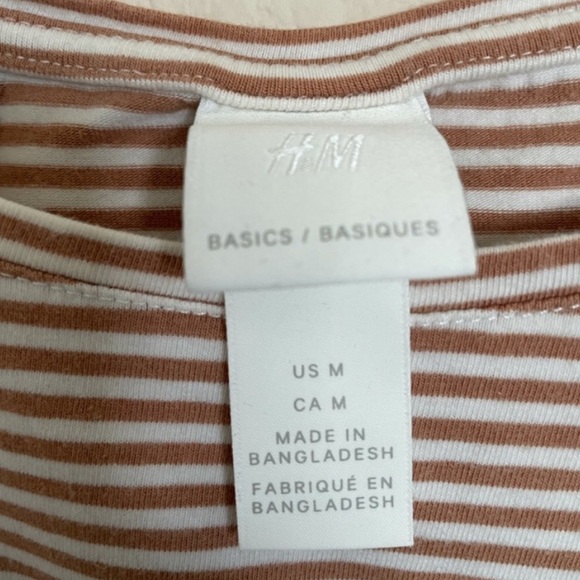 H&M
BASICS / BASIQUES
US M
CA M
MADE IN
BANGLADESH
FABRIQUÉ EN
BANGLADESH